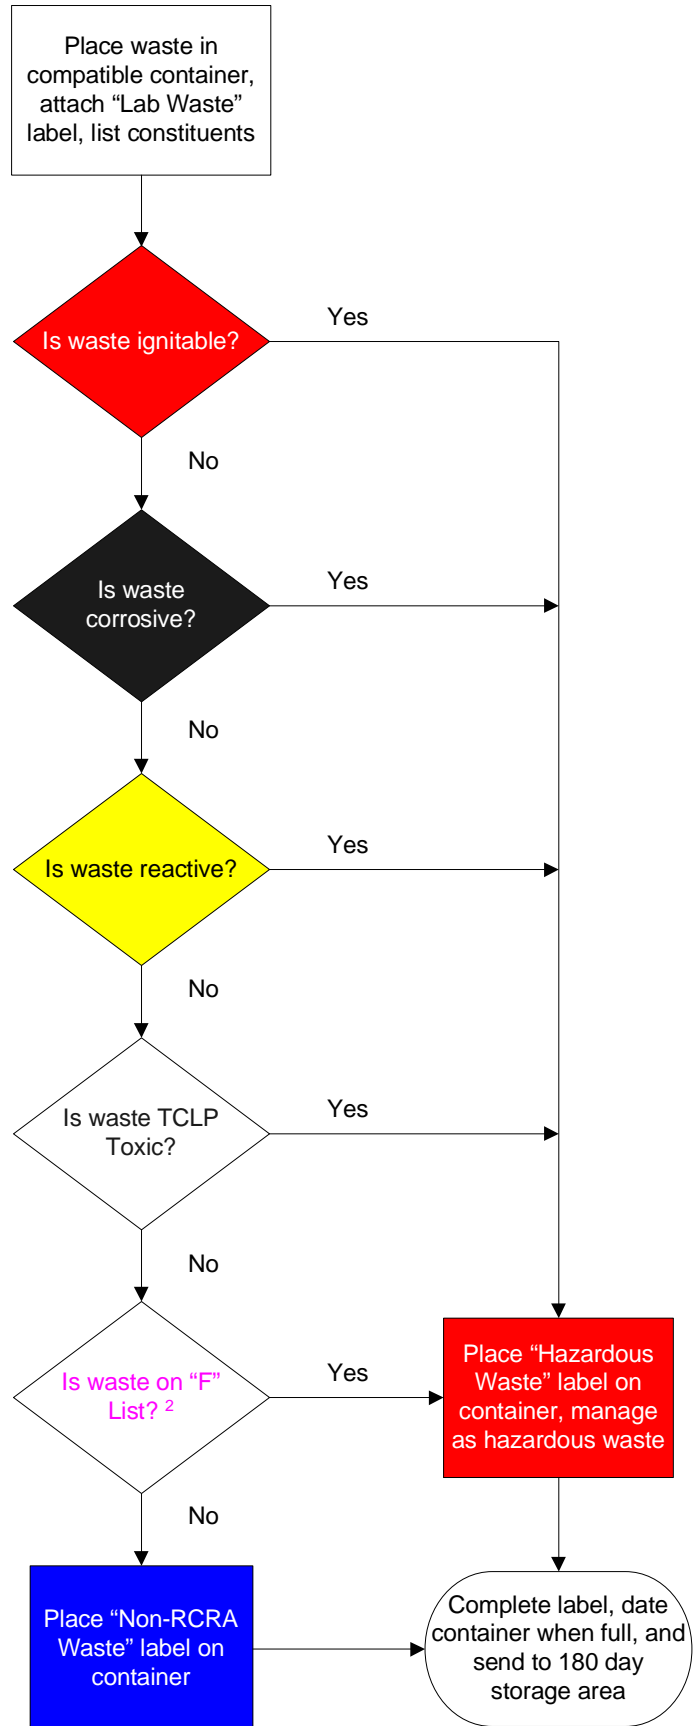 Place waste in
compatible container,
attach “Lab Waste”
label, list constituents
Is waste ignitable?
Yes
No
Is waste
corrosive?
Yes
No
Is waste reactive?
Yes
No
Is waste TCLP
Toxic?
Yes
No
Is waste on “F”
List? ²
Yes
Place “Hazardous
Waste” label on
container, manage
as hazardous waste
No
Place “Non-RCRA
Waste” label on
container
Complete label, date
container when full, and
send to 180 day
storage area